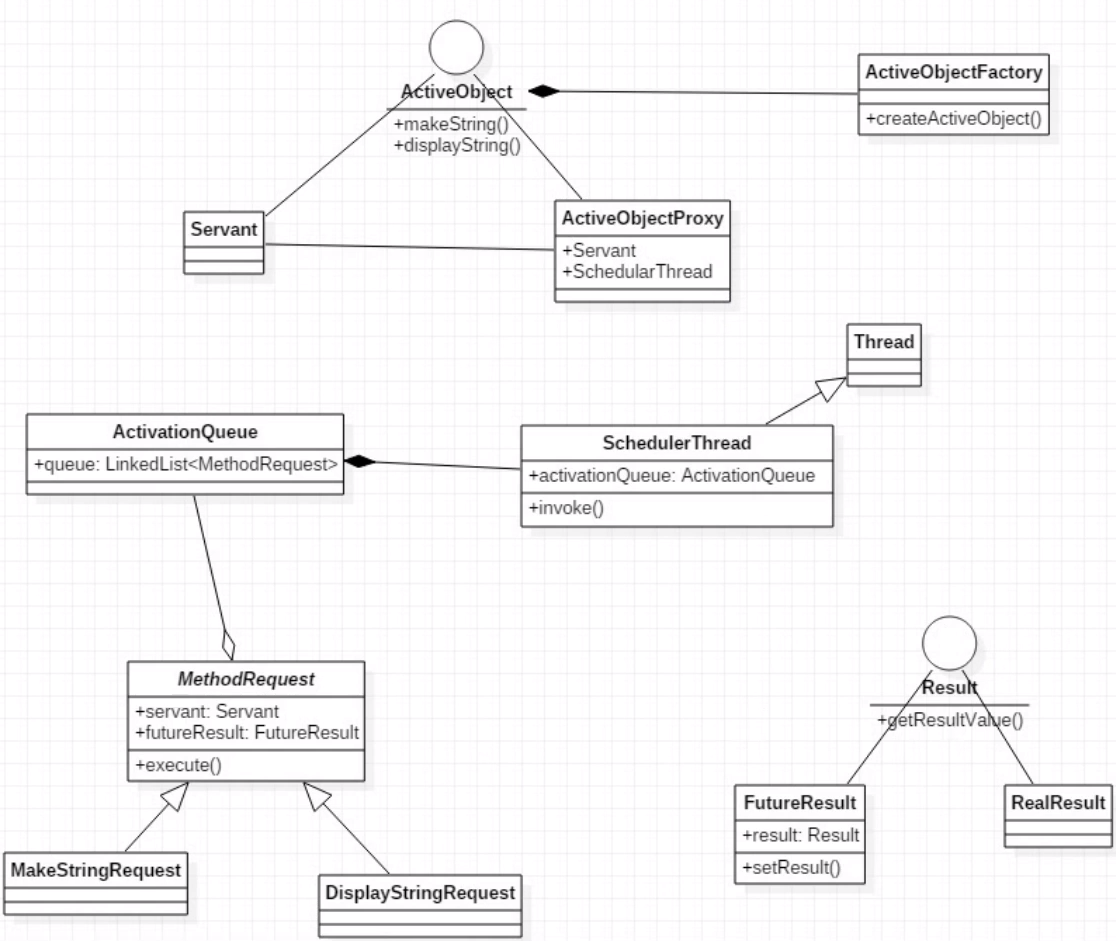 ActiveObject
+makeString()
+displayString()
ActiveObjectFactory
+createActiveObject()
Servant
ActiveObjectProxy
+Servant
+SchedularThread
Thread
ActivationQueue
+queue: LinkedList<MethodRequest>
SchedulerThread
+activationQueue: ActivationQueue
+invoke()
MethodRequest
+servant: Servant
+futureResult: FutureResult
+execute()
Result
+getResultValue()
FutureResult
+result: Result
+setResult()
RealResult
MakeStringRequest
DisplayStringRequest